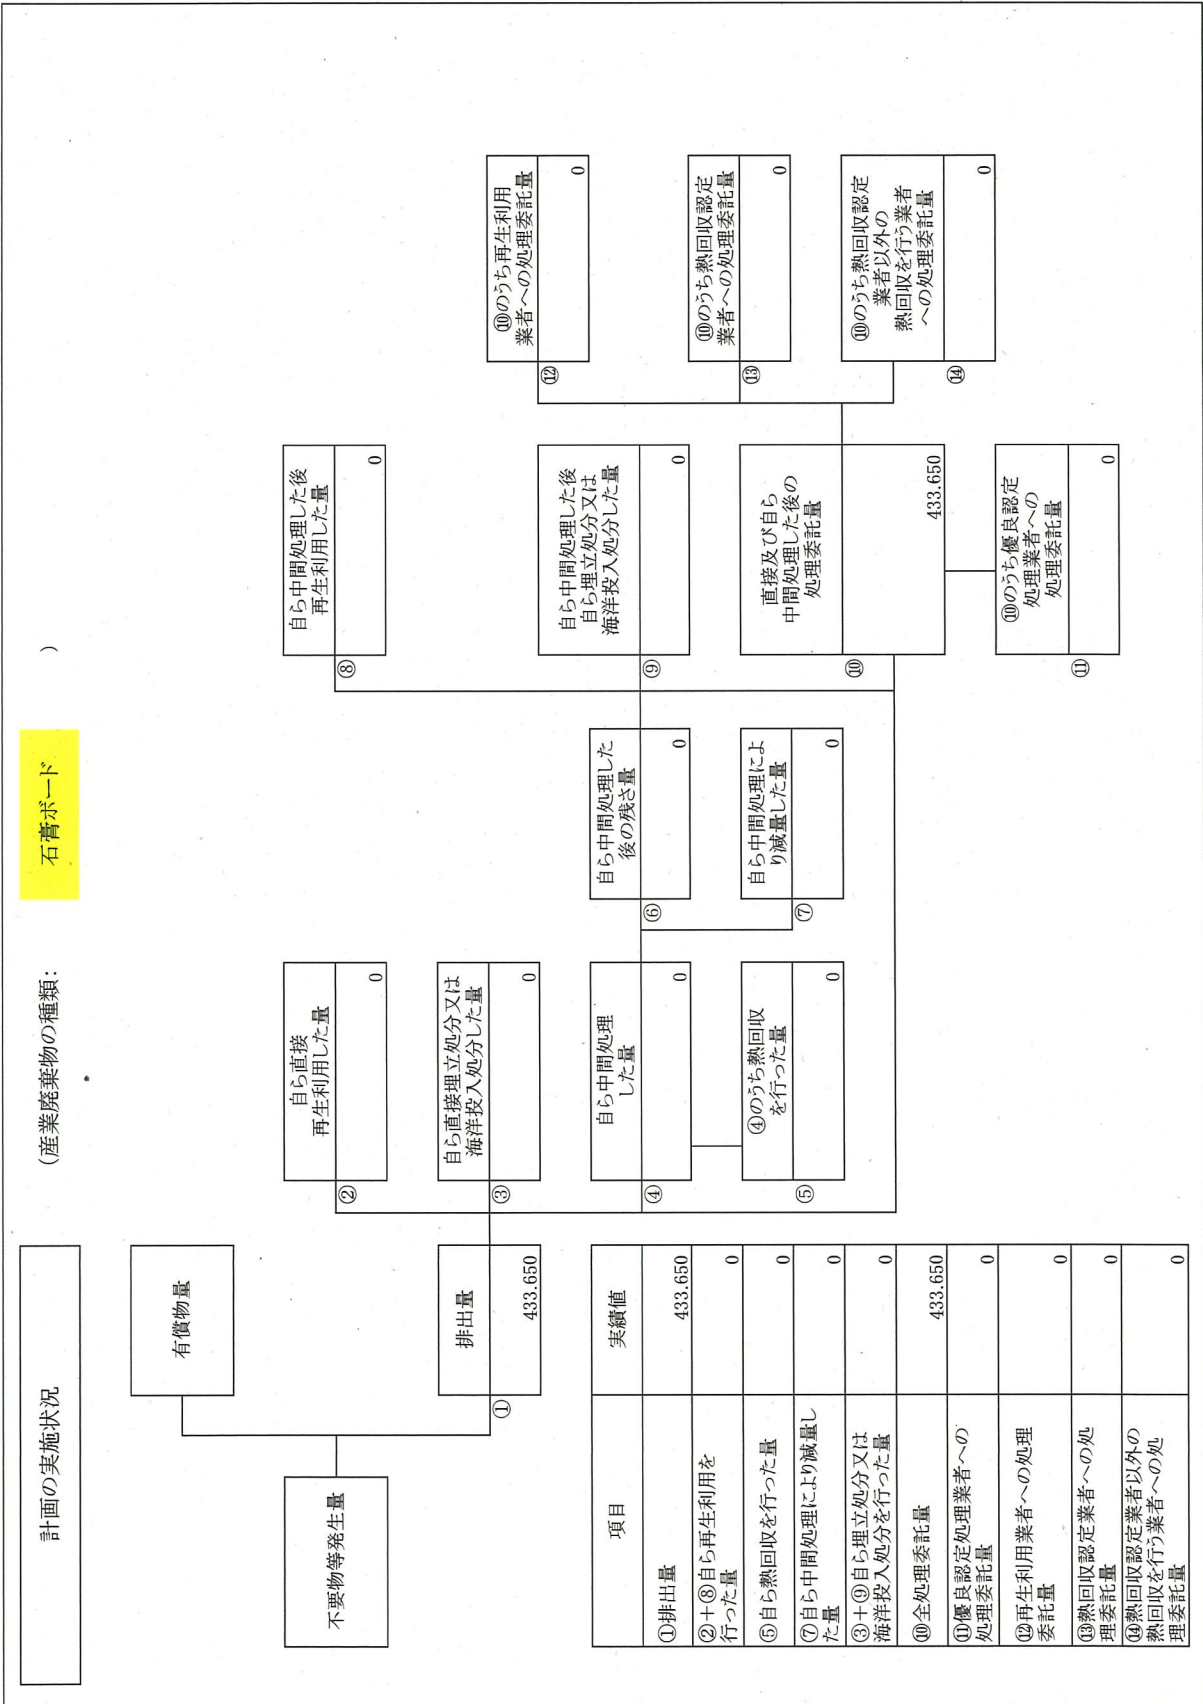 計画の実施状況
(産業廃棄物の種類:
石膏ボード
)
有償物量
不要物等発生量
①
排出量
433.650
②
自ら直接
再生利用した量
0
③
自ら直接埋立処分又は
海洋投入処分した量
0
④
自ら中間処理
した量
0
⑤
④のうち熱回収
を行った量
0
⑥
自ら中間処理した
後の残さ量
0
⑦
自ら中間処理によ
り減量した量
0
⑧
自ら中間処理した後
再生利用した量
0
⑨
自ら中間処理した後
自ら埋立処分又は
海洋投入処分した量
0
⑩
直接及び自ら
中間処理した後の
処理委託量
433.650
⑪
⑩のうち優良認定
処理業者への
処理委託量
0
⑫
⑩のうち再生利用
業者への処理委託量
0
⑬
⑩のうち熱回収認定
業者への処理委託量
0
⑭
⑩のうち熱回収認定
業者以外の
熱回収を行う業者
への処理委託量
0
項目 実績値
①排出量 433.650
②+⑧自ら再生利用を
行った量 0
⑤自ら熱回収を行った量 0
⑦自ら中間処理により減量し
た量 0
③+⑨自ら埋立処分又は
海洋投入処分を行った量 0
⑩全処理委託量 433.650
⑪優良認定処理業者への
処理委託量 0
⑫再生利用業者への処理
委託量 0
⑬熱回収認定業者への処
理委託量 0
⑭熱回収認定業者以外の
熱回収を行う業者への処
理委託量 0